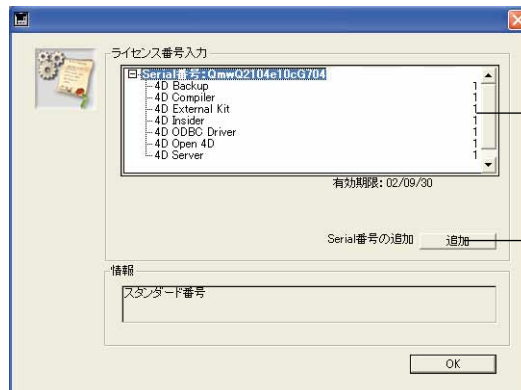 ライセンス番号入力
Serial番号:QmwQ2104e10cG704
4D Backup 1
4D Compiler 1
4D External Kit 1
4D Insider 1
4D ODBC Driver 1
4D Open 4D 1
4D Server 1
有効期限: 02/09/30
Serial番号の追加 追加
情報
スタンダード番号
OK